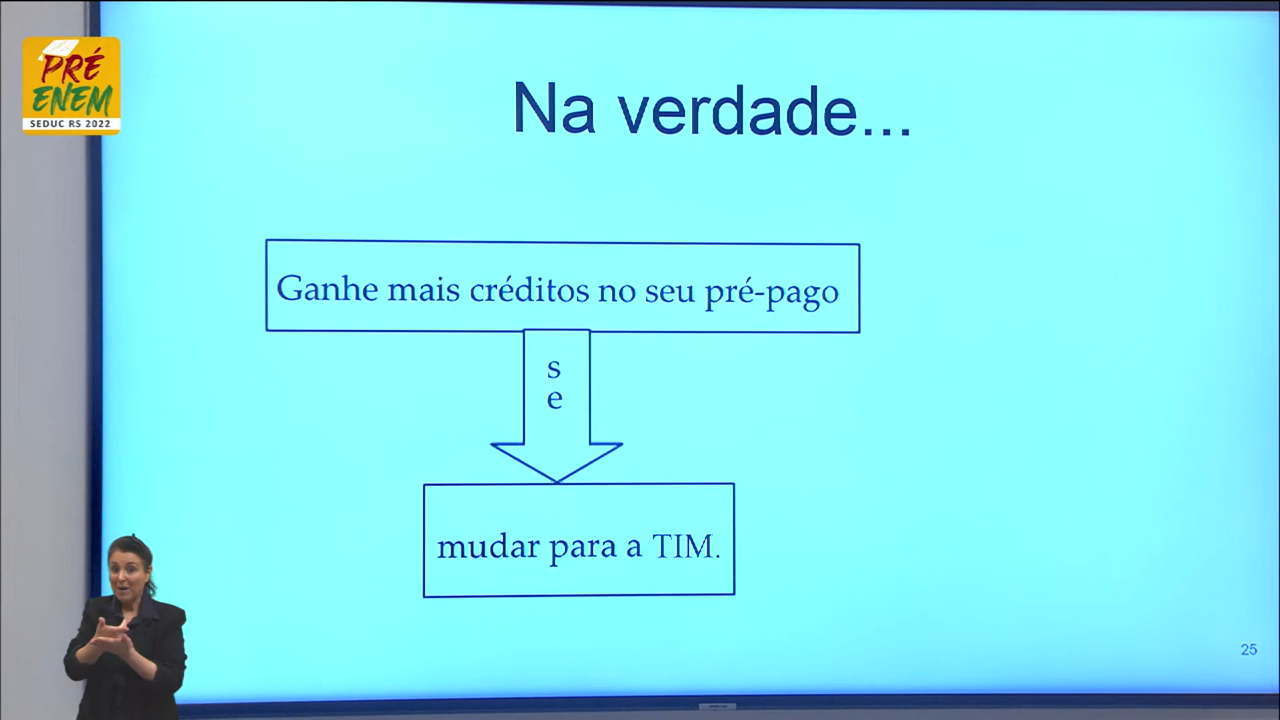 PRÉ
ENEM
SEDUC RS 2022
Na verdade...
Ganhe mais créditos no seu pré-pago
s
e
mudar para a TIM.
25